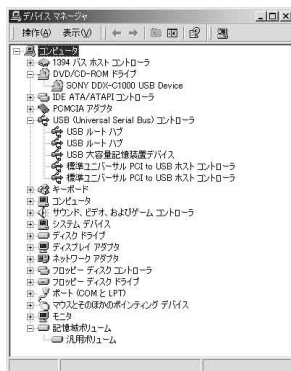 デバイス マネージャ
操作(A) 表示(V)
コンピュータ
1394 バス ホスト コントローラ
DVD/CD-ROM ドライブ
SONY DDX-C1000 USB Device
IDE ATA/ATAPI コントローラ
PCMCIA アダプタ
USB (Universal Serial Bus) コントローラ
USB ルート ハブ
USB ルート ハブ
USB 大容量記憶装置デバイス
標準ユニバーサル PCI to USB ホスト コントローラ
標準ユニバーサル PCI to USB ホスト コントローラ
キーボード
コンピュータ
サウンド、ビデオ、およびゲーム コントローラ
システム デバイス
ディスク ドライブ
ディスプレイ アダプタ
ネットワーク アダプタ
フロッピー ディスク コントローラ
フロッピー ディスク ドライブ
ポート (COM と LPT)
マウスとそのほかのポインティング デバイス
モニタ
記憶域ボリューム
汎用ボリューム